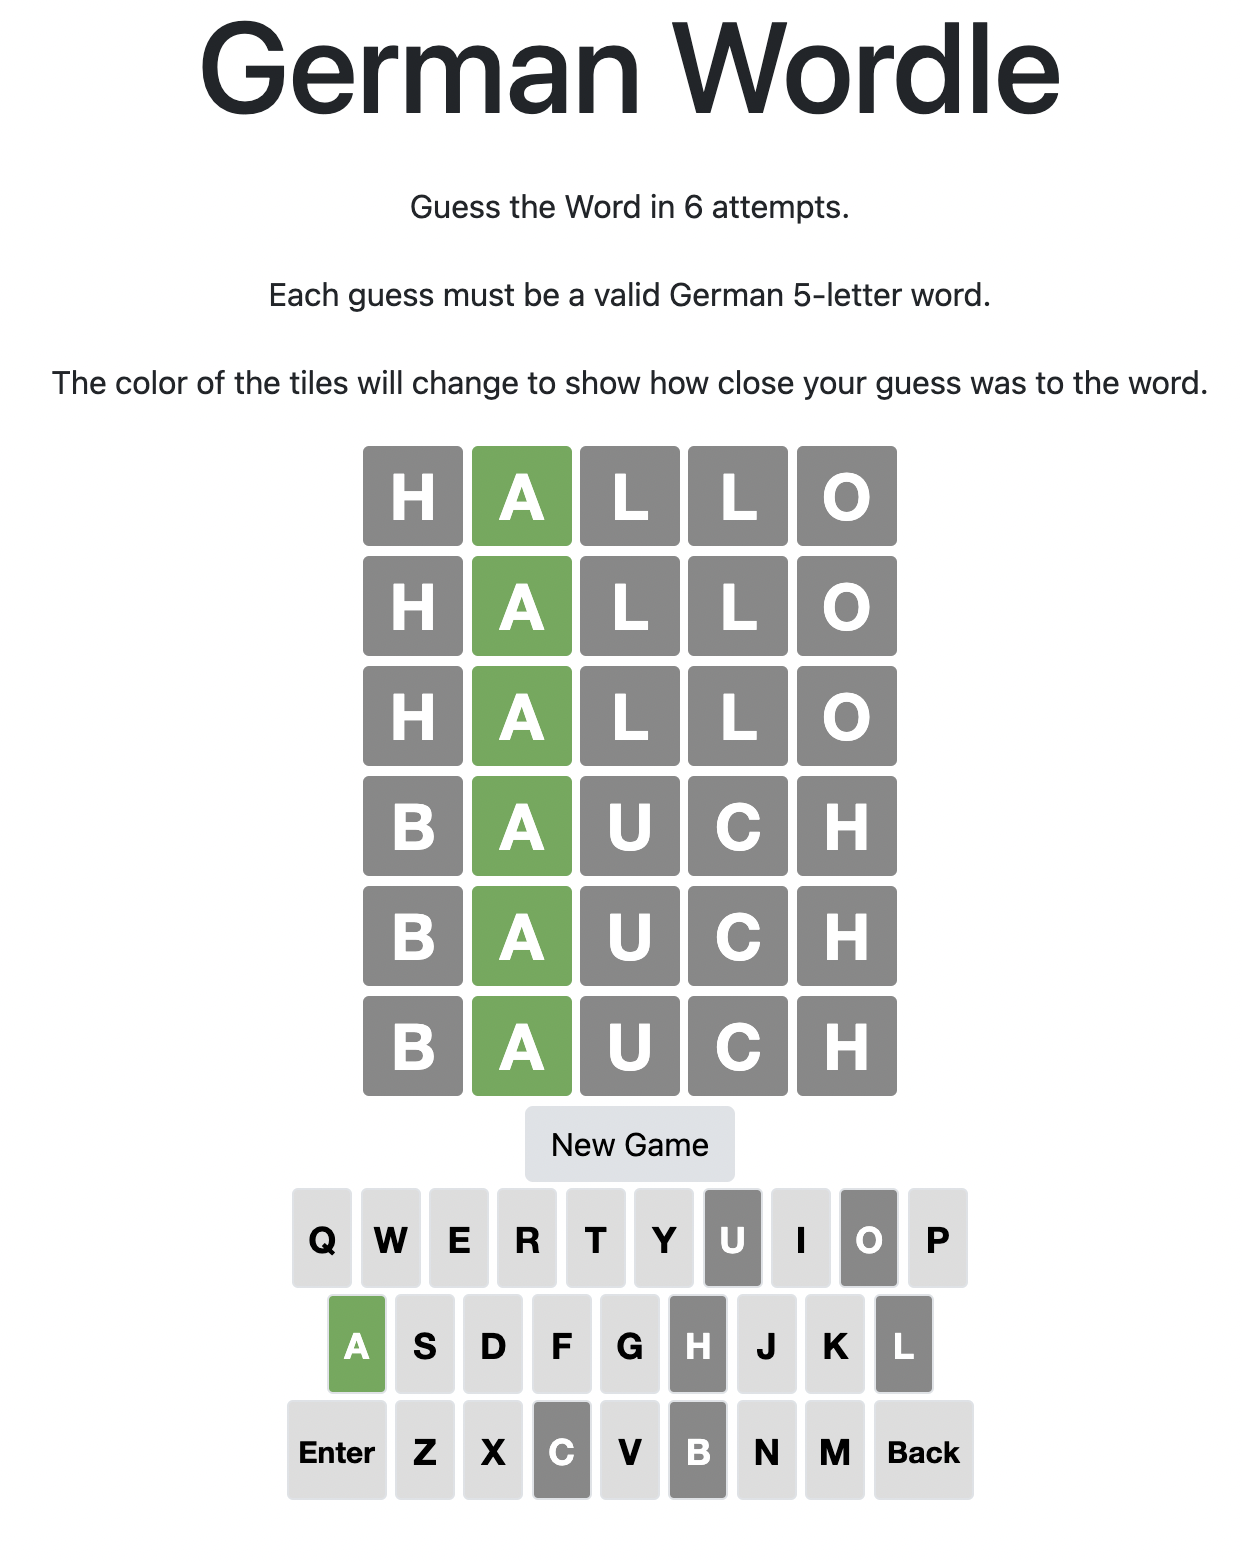 German Wordle
Guess the Word in 6 attempts.
Each guess must be a valid German 5-letter word.
The color of the tiles will change to show how close your guess was to the word.
H A L L O
H A L L O
H A L L O
B A U C H
B A U C H
B A U C H
New Game
Q W E R T Y U I O P
A S D F G H J K L
Enter Z X C V B N M Back